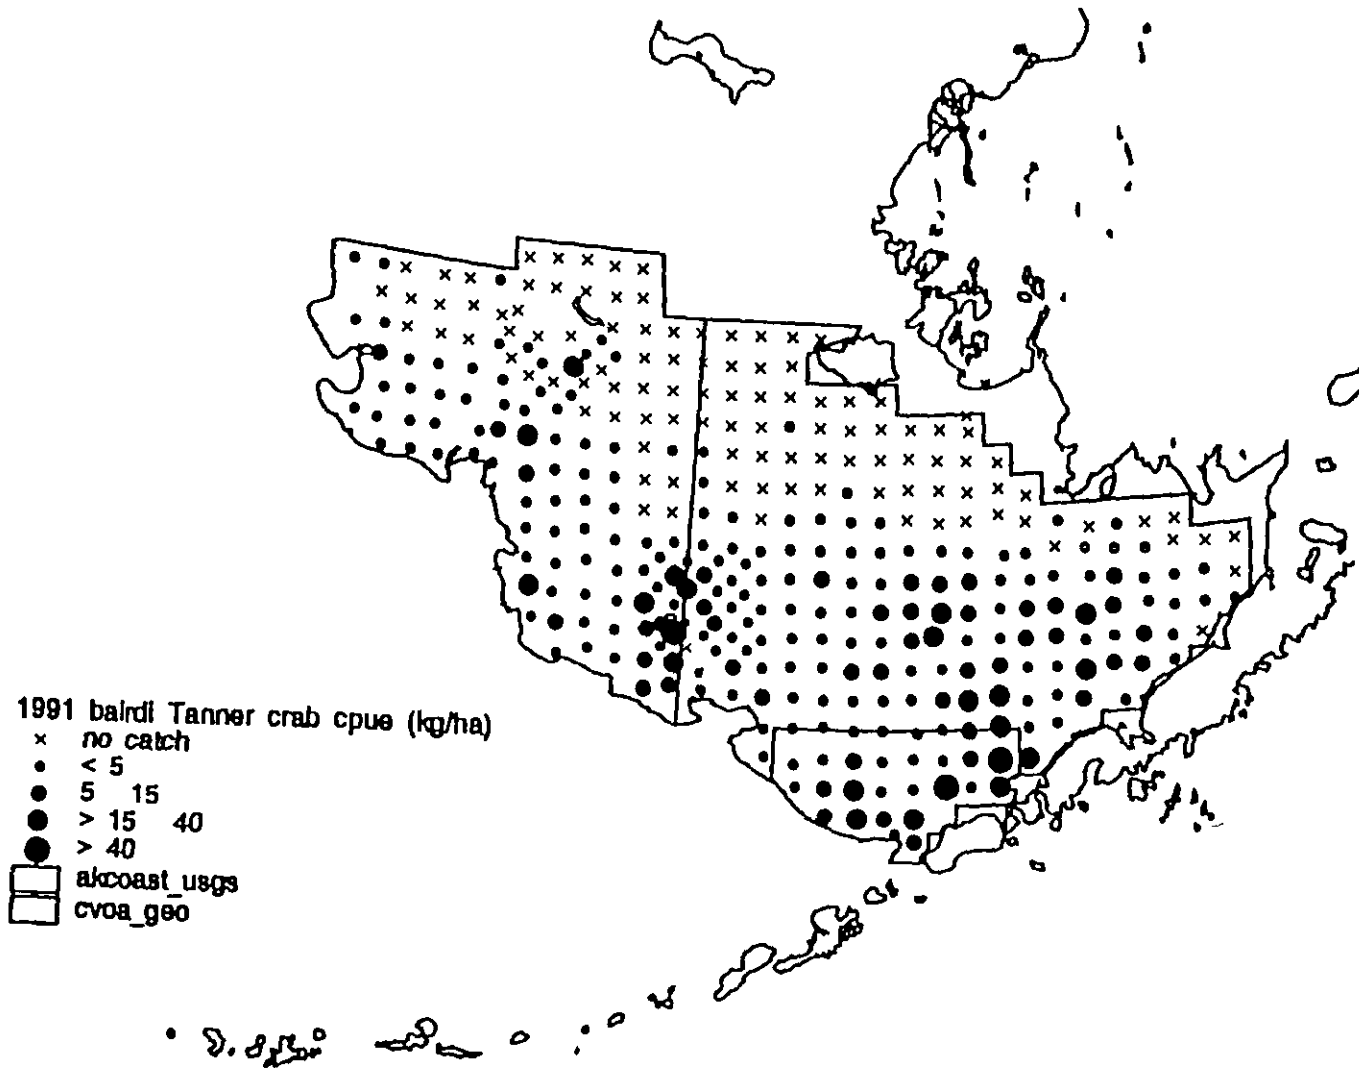 1991 bairdi Tanner crab cpue (kg/ha)
× no catch
< 5
5 15
> 15 40
> 40
akcoast_usgs
cvoa_geo